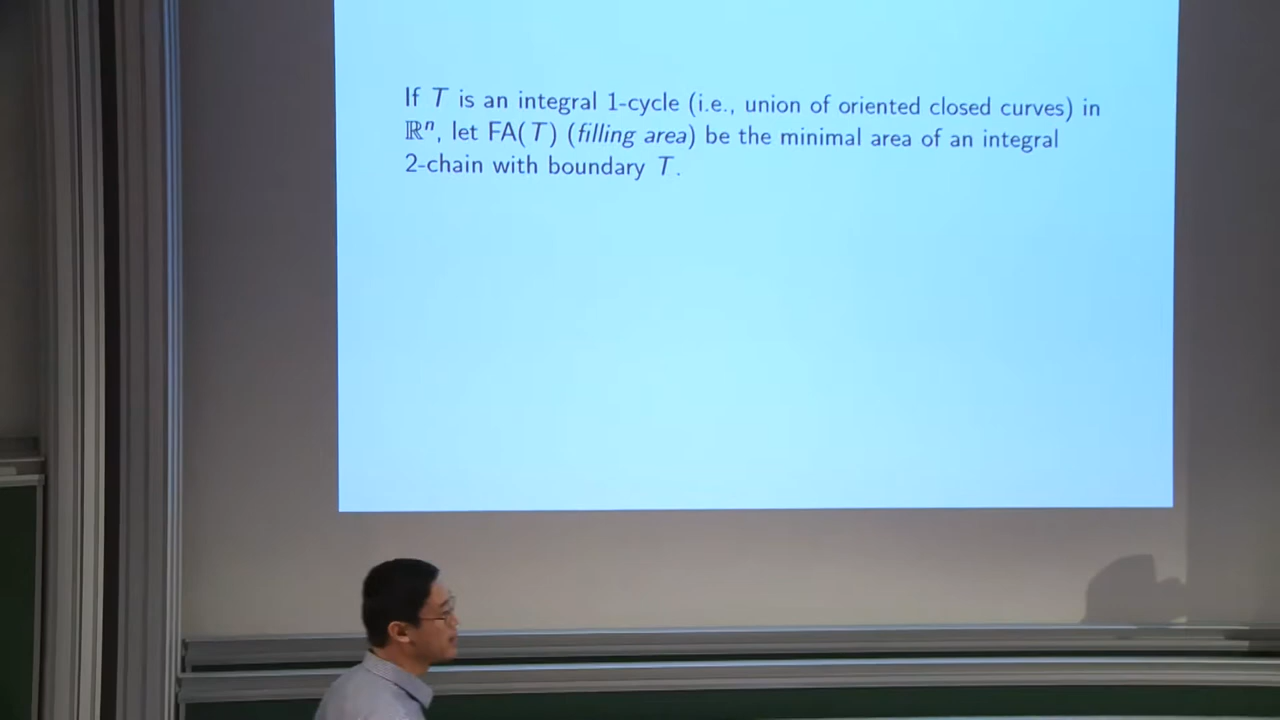 If T is an integral 1-cycle (i.e., union of oriented closed curves) in
ℝⁿ, let FA(T) (filling area) be the minimal area of an integral
2-chain with boundary T.